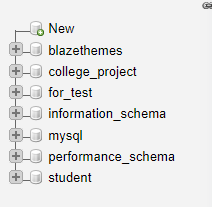 New
blazethemes
college_project
for_test
information_schema
mysql
performance_schema
student